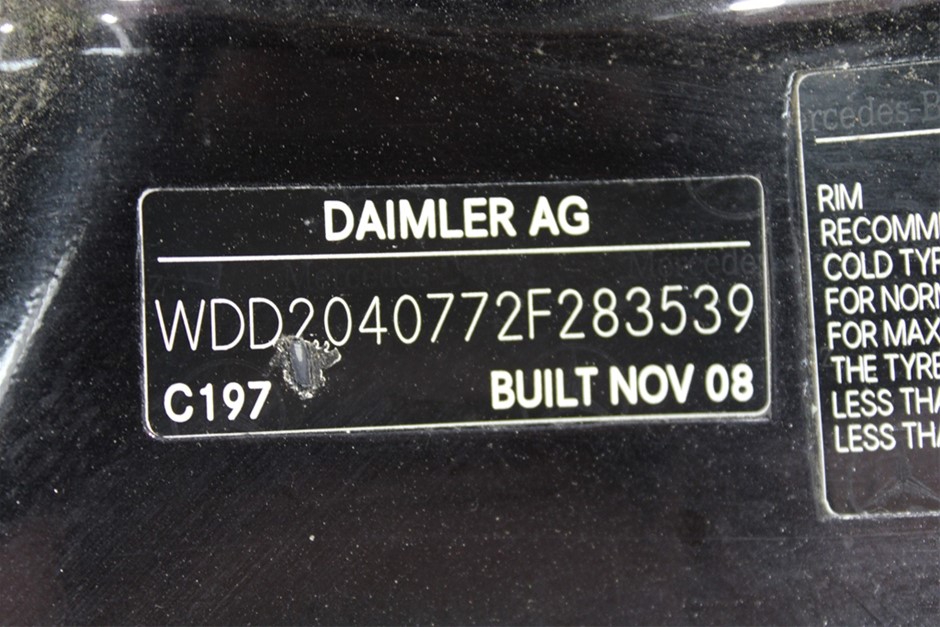 DAIMLER AG
WDD2040772F283539
C197 BUILT NOV 08
RIM
RECOMM
COLD TYP
FOR NORM
FOR MAX
THE TYRE
LESS THA
LESS THA